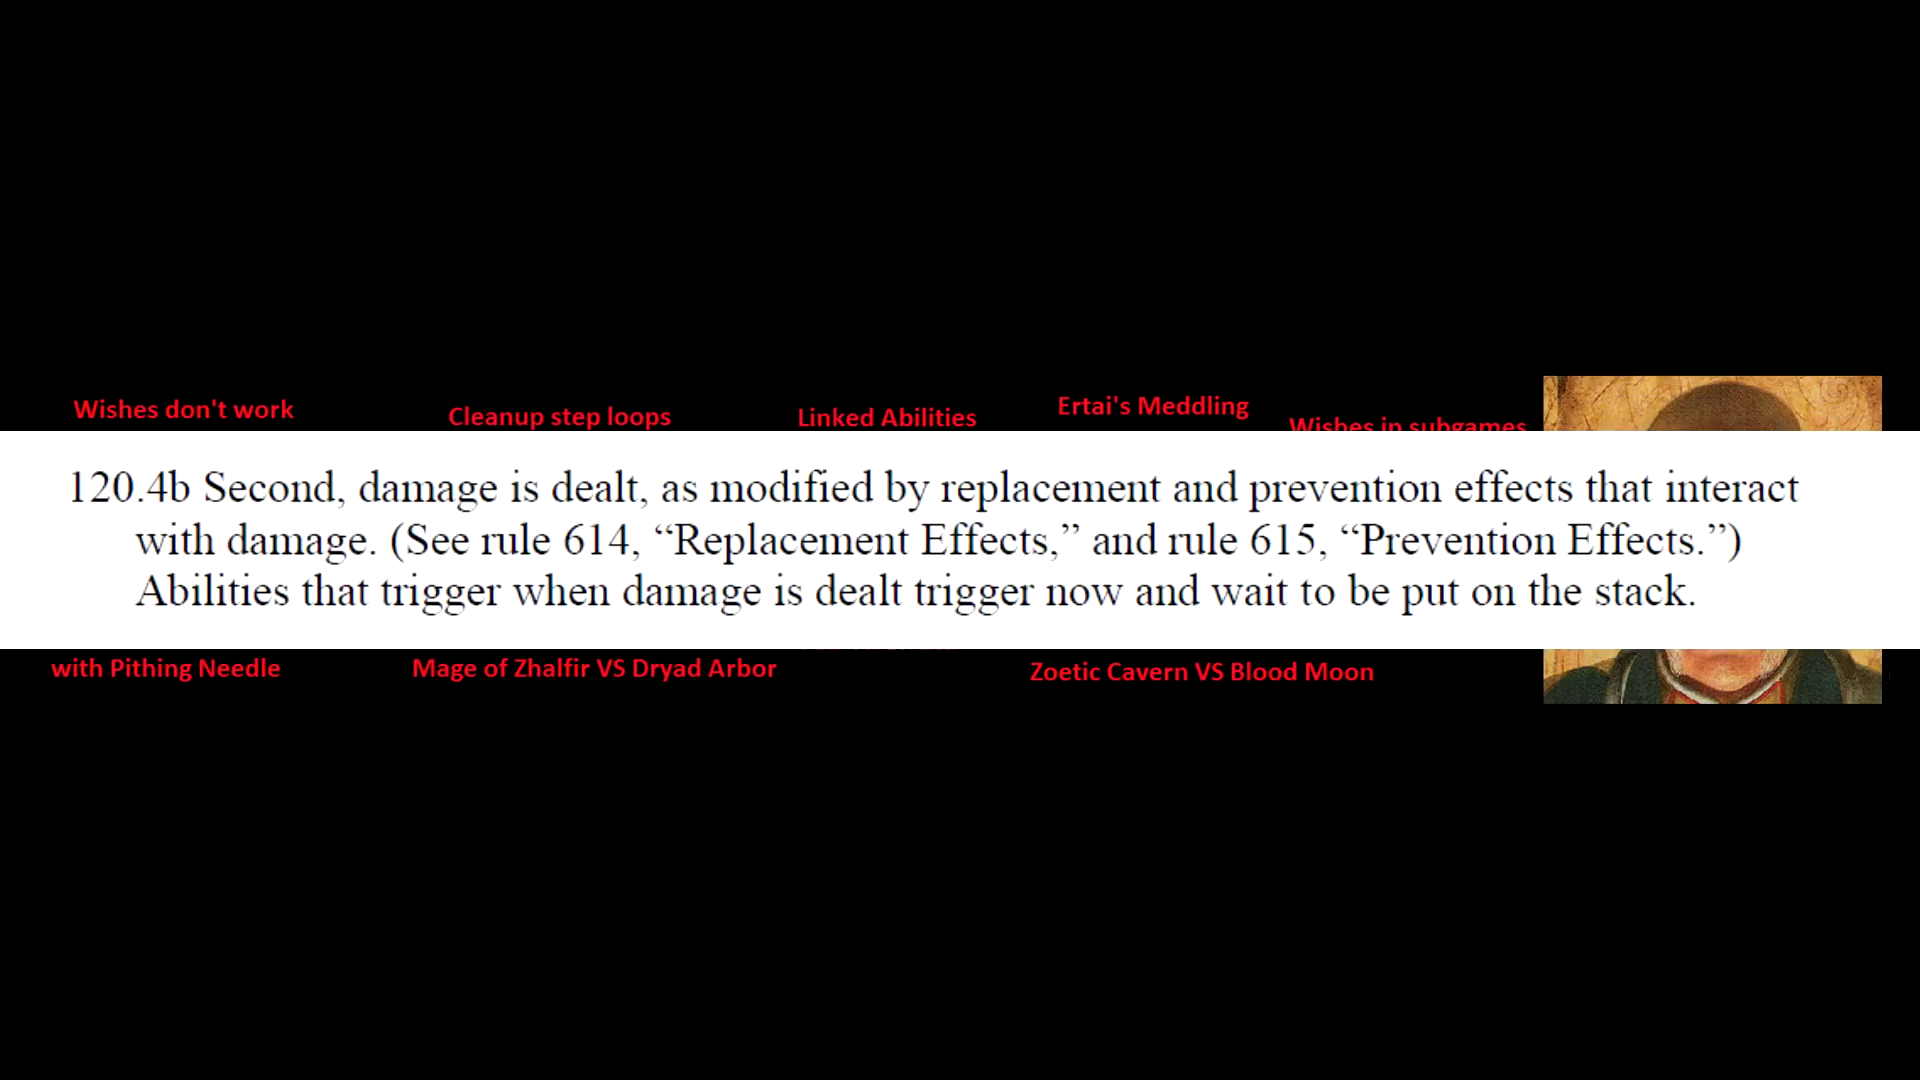 Wishes don't work
Cleanup step loops
Linked Abilities
Ertai's Meddling
Wishes in subgames
120.4b Second, damage is dealt, as modified by replacement and prevention effects that interact
with damage. (See rule 614, “Replacement Effects,” and rule 615, “Prevention Effects.”)
Abilities that trigger when damage is dealt trigger now and wait to be put on the stack.
with Pithing Needle
Mage of Zhalfir VS Dryad Arbor
Zoetic Cavern VS Blood Moon